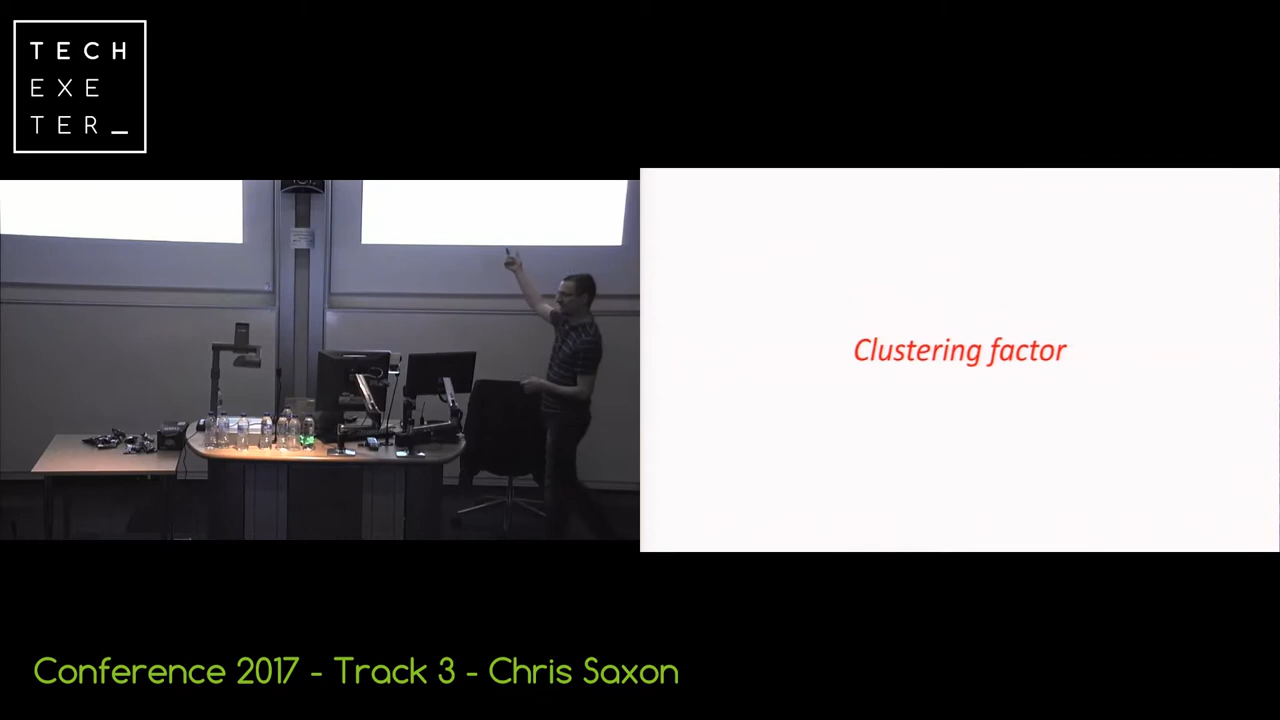 TECH
EXE
TER_
Clustering factor
Conference 2017 - Track 3 - Chris Saxon